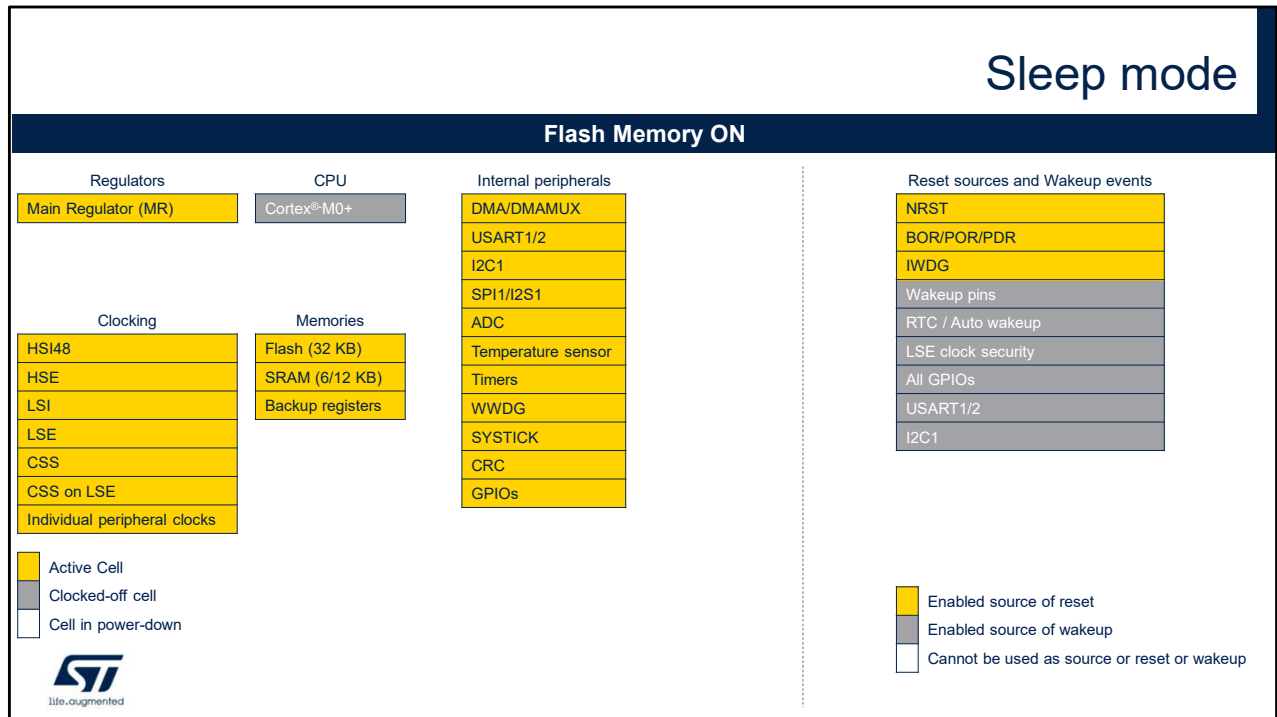 Sleep mode
Flash Memory ON
Regulators
Main Regulator (MR)
CPU
Cortex®-M0+
Clocking
HSI48
HSE
LSI
LSE
CSS
CSS on LSE
Individual peripheral clocks
Memories
Flash (32 KB)
SRAM (6/12 KB)
Backup registers
Internal peripherals
DMA/DMAMUX
USART1/2
I2C1
SPI1/I2S1
ADC
Temperature sensor
Timers
WWDG
SYSTICK
CRC
GPIOs
Reset sources and Wakeup events
NRST
BOR/POR/PDR
IWDG
Wakeup pins
RTC / Auto wakeup
LSE clock security
All GPIOs
USART1/2
I2C1
Active Cell
Clocked-off cell
Cell in power-down
Enabled source of reset
Enabled source of wakeup
Cannot be used as source or reset or wakeup
ST
life.augmented